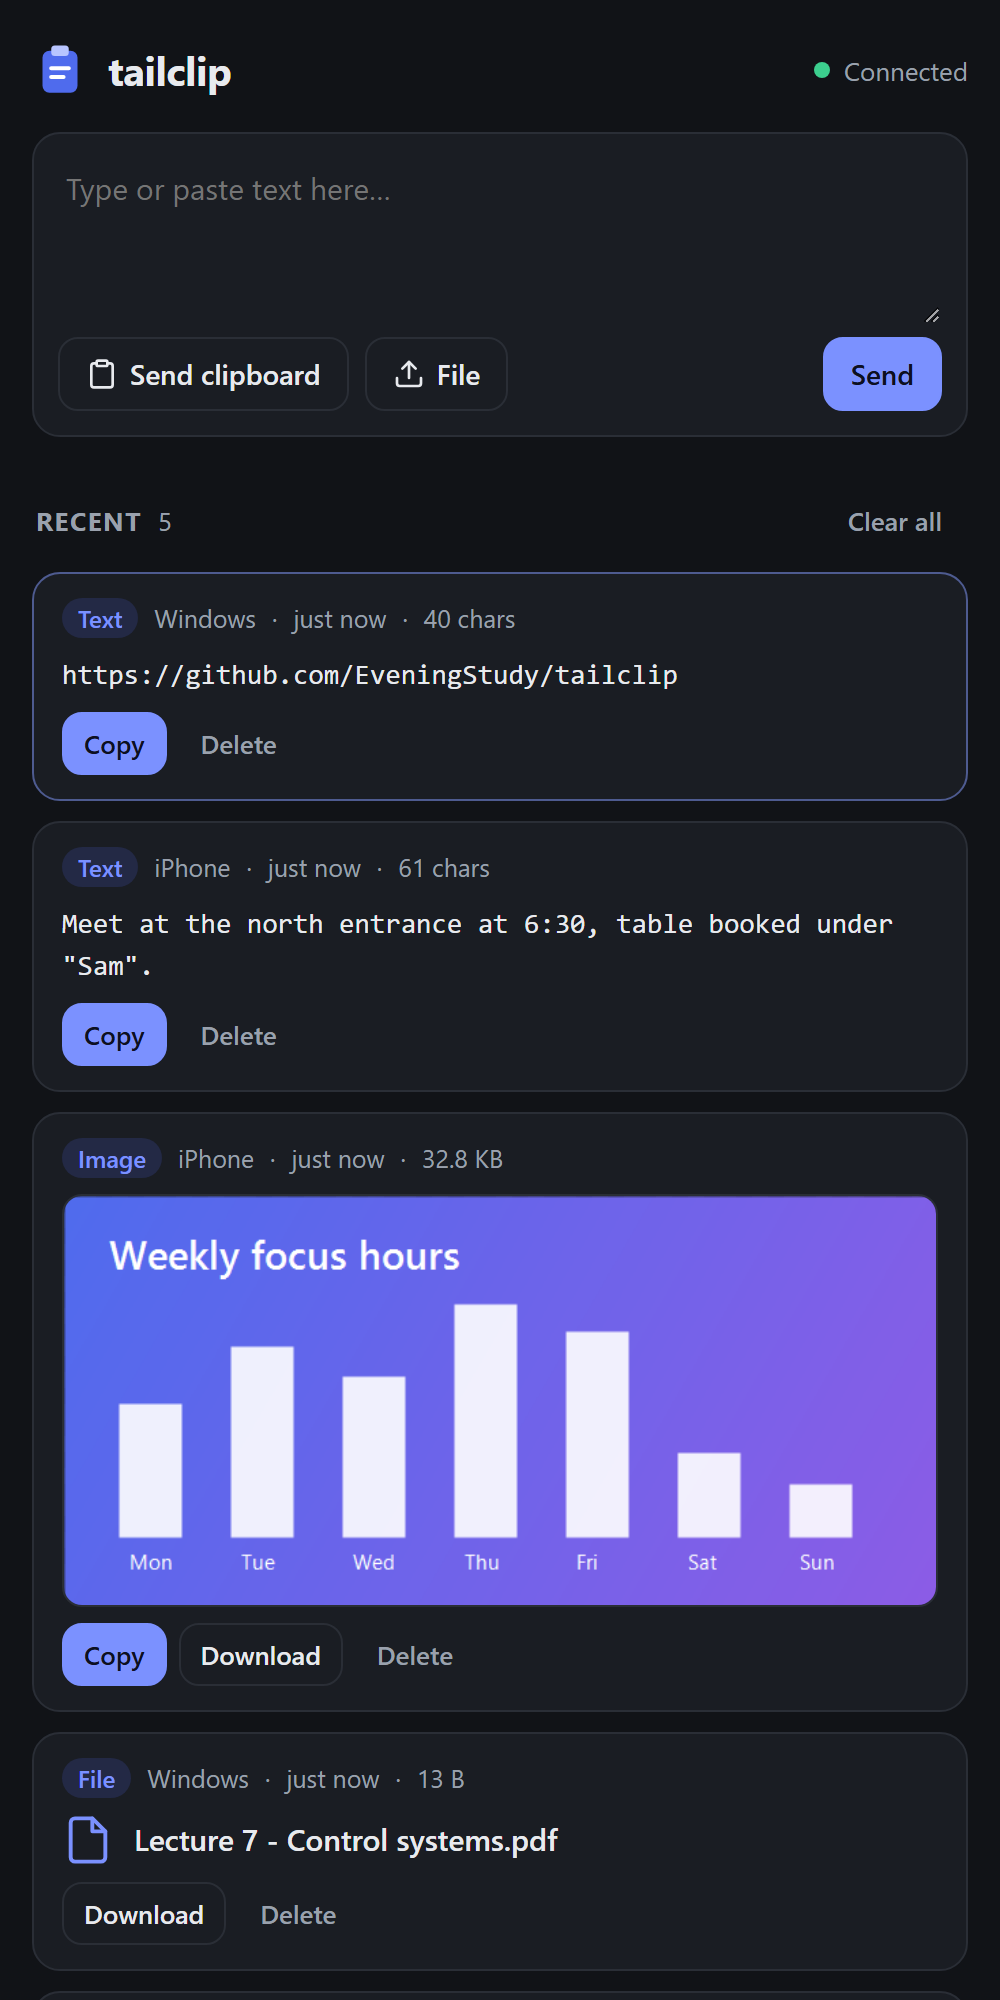 tailclip
Connected
Type or paste text here...
Send clipboard
File
Send
RECENT 5
Clear all
Text Windows · just now · 40 chars
https://github.com/EveningStudy/tailclip
Copy Delete
Text iPhone · just now · 61 chars
Meet at the north entrance at 6:30, table booked under
"Sam".
Copy Delete
Image iPhone · just now · 32.8 KB
Weekly focus hours
Mon Tue Wed Thu Fri Sat Sun
Copy Download Delete
File Windows · just now · 13 B
Lecture 7 - Control systems.pdf
Download Delete